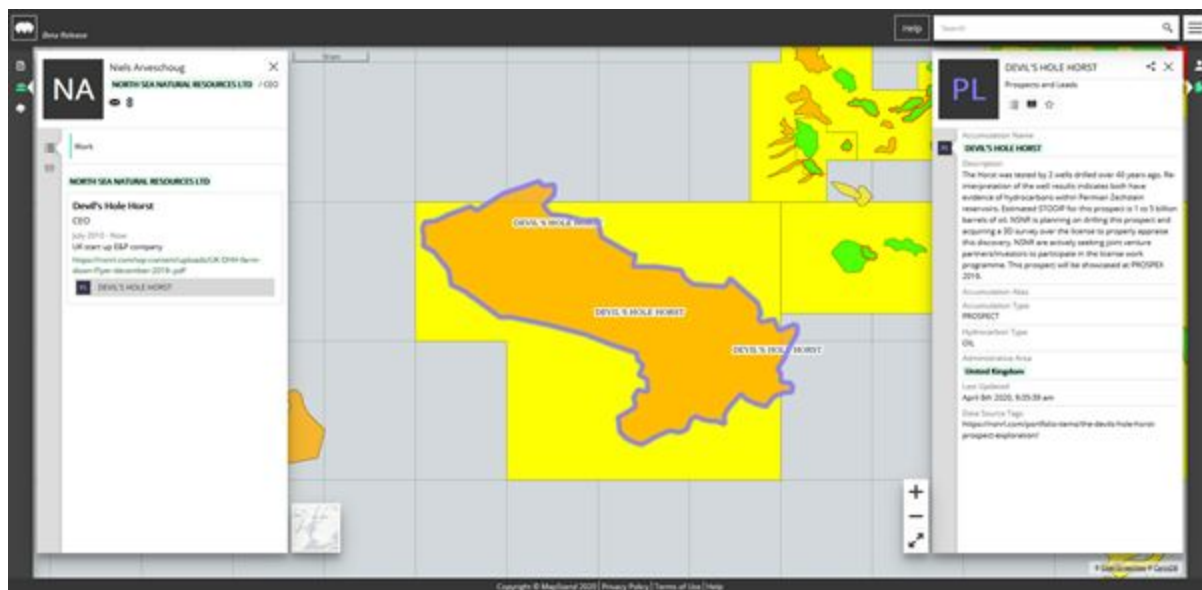 Beta Release
Help
Search
NA
Niels Arveschoug
NORTH SEA NATURAL RESOURCES LTD / CEO
Work
NORTH SEA NATURAL RESOURCES LTD
Devil's Hole Horst
CEO
July 2010 - Now
UK start up E&P company
PL DEVIL'S HOLE HORST
DEVIL'S HOLE HORST
DEVIL'S HOLE HORST
DEVIL'S HOLE HORST
PL
DEVIL'S HOLE HORST
Prospects and Leads
Accumulation Name
PL
DEVIL'S HOLE HORST
Description
The Horst was tested by 2 wells drilled over 40 years ago. Re-
interpretation of the well results indicates both have
evidence of hydrocarbons within Permian Zechstein
reservoirs. Estimated STOOIP for this prospect is 1 to 5 billion
barrels of oil. NSNR is planning on drilling this prospect and
acquiring a 3D survey over the license to properly appraise
this discovery. NSNR are actively seeking joint venture
partners/investors to participate in the license work
programme. This prospect will be showcased at PROSPEX
2019.
Accumulation Alias
Accumulation Type
PROSPECT
Hydrocarbon Type
OIL
Administrative Area
United Kingdom
Last Updated
April 8th 2020, 9:05:09 am
Data Source Tags
Copyright © MapStand 2020 | Privacy Policy | Terms of Use | Help